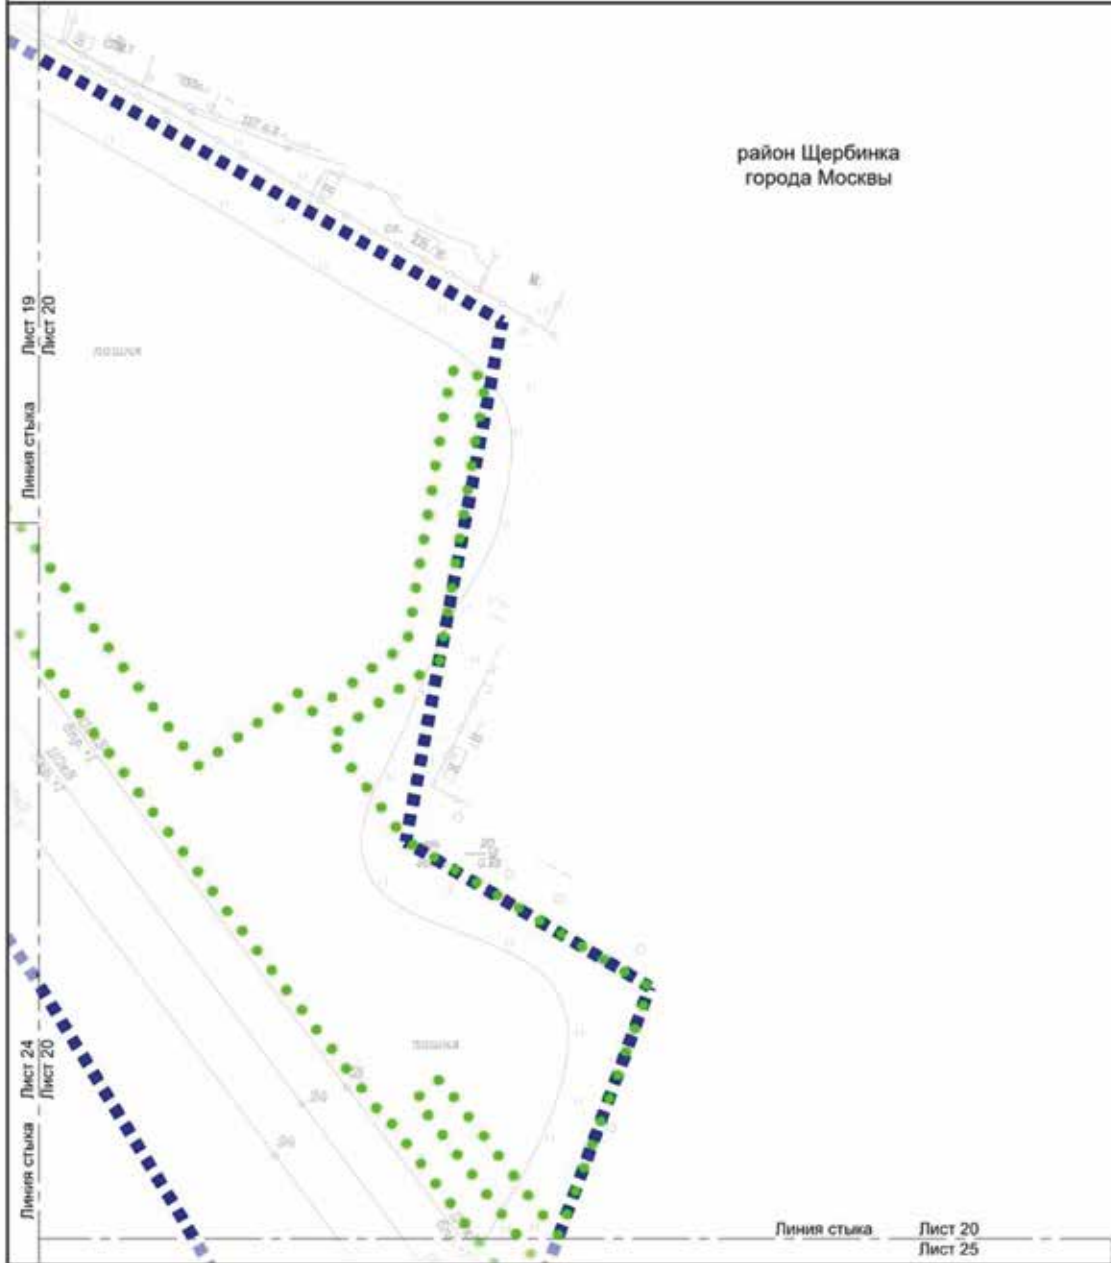 район Щербинка
города Москвы
Линия стыка Лист 19
Лист 20
пашня
пашня
Линия стыка Лист 24
Лист 20
Линия стыка Лист 20
Лист 25